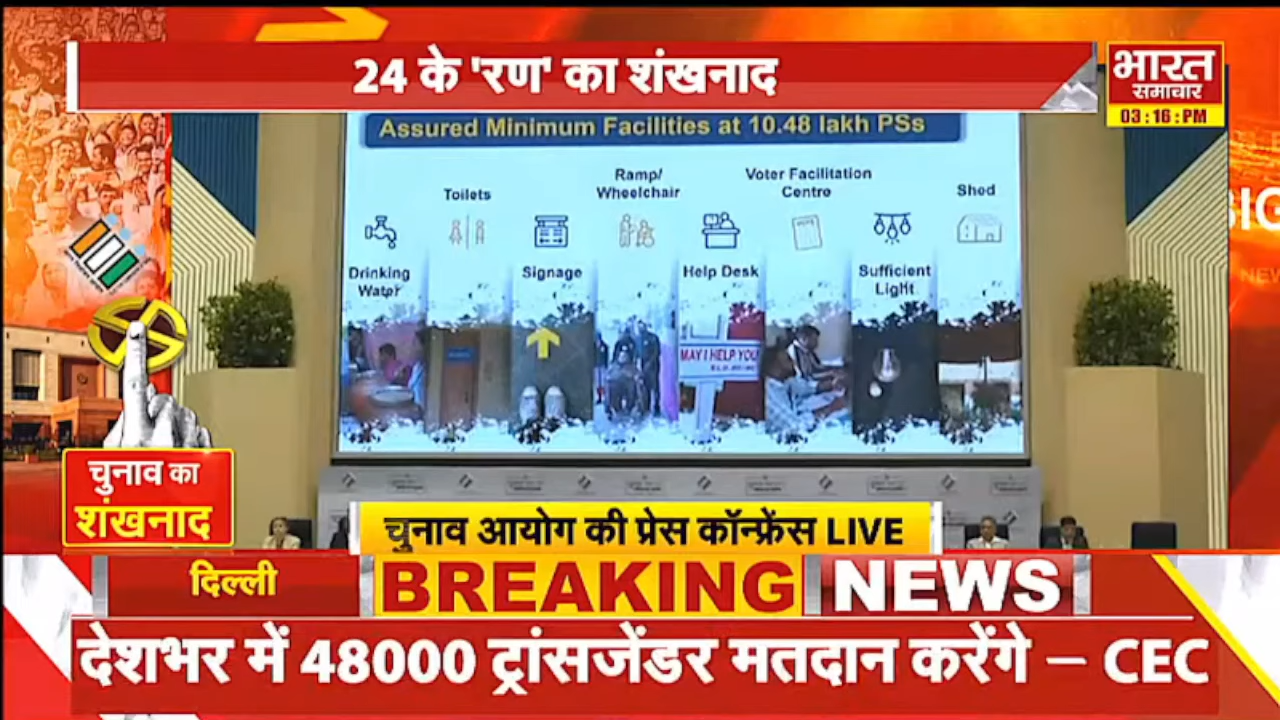 24 के 'रण' का शंखनाद
भारत
समाचार
03:16:PM
Assured Minimum Facilities at 10.48 lakh PSs
Drinking
Water
Toilets
Signage
Ramp/
Wheelchair
Help Desk
Voter Facilitation
Centre
Sufficient
Light
Shed
MAY I HELP YOU
चुनाव का
शंखनाद
चुनाव आयोग की प्रेस कॉन्फ्रेंस LIVE
दिल्ली
BREAKING NEWS
देशभर में 48000 ट्रांसजेंडर मतदान करेंगे – CEC